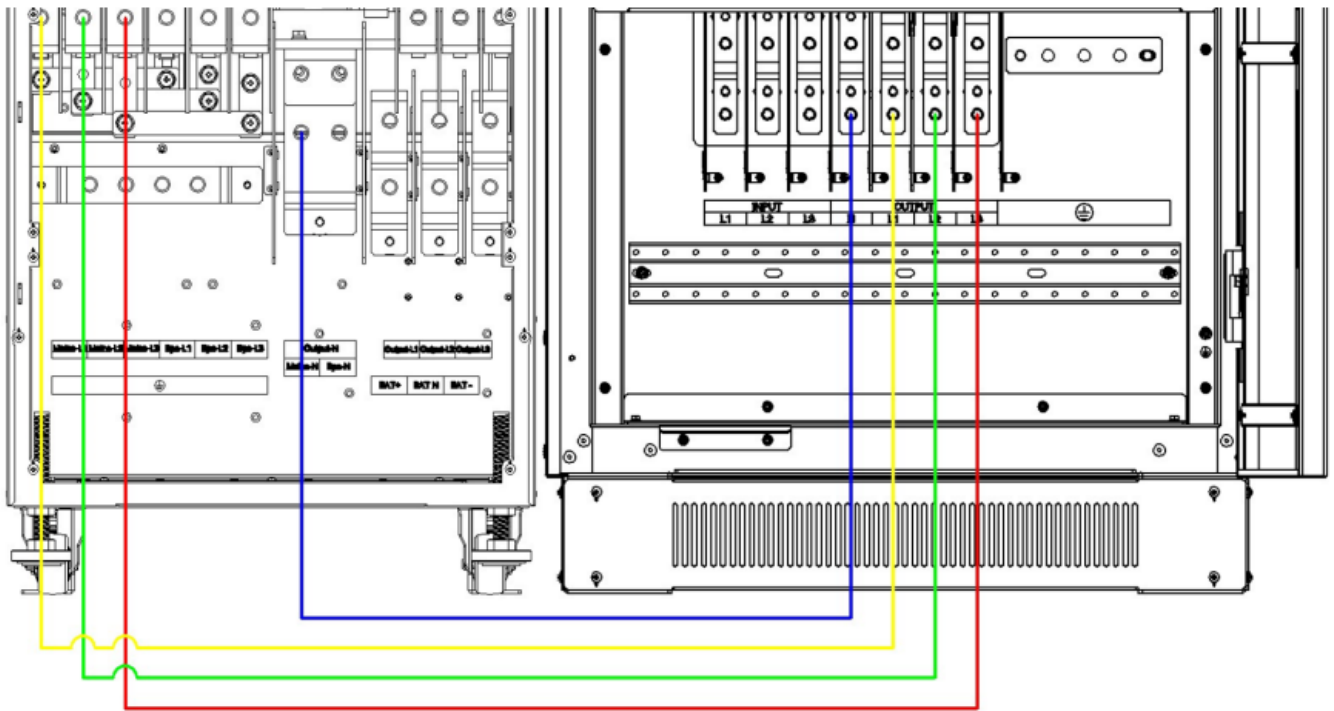 INPUT OUTPUT
L1 L2 L3 N L1 L2 L3
Mains-L1 Mains-L2 Mains-L3 Bps-L1 Bps-L2 Bps-L3
Output-N
Mains-N Bps-N
Output-L1 Output-L2 Output-L3
BAT+ BAT N BAT-